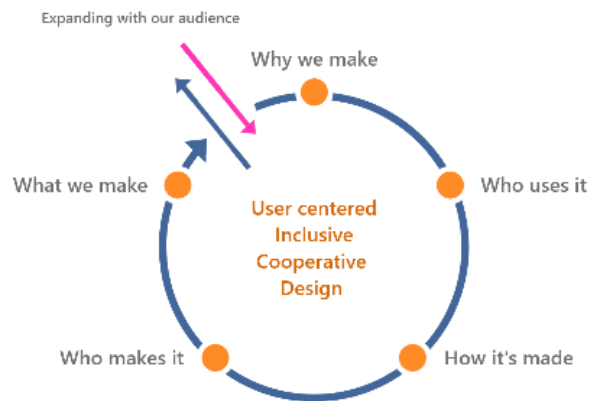 Expanding with our audience
Why we make
Who uses it
How it's made
Who makes it
What we make
User centered
Inclusive
Cooperative
Design